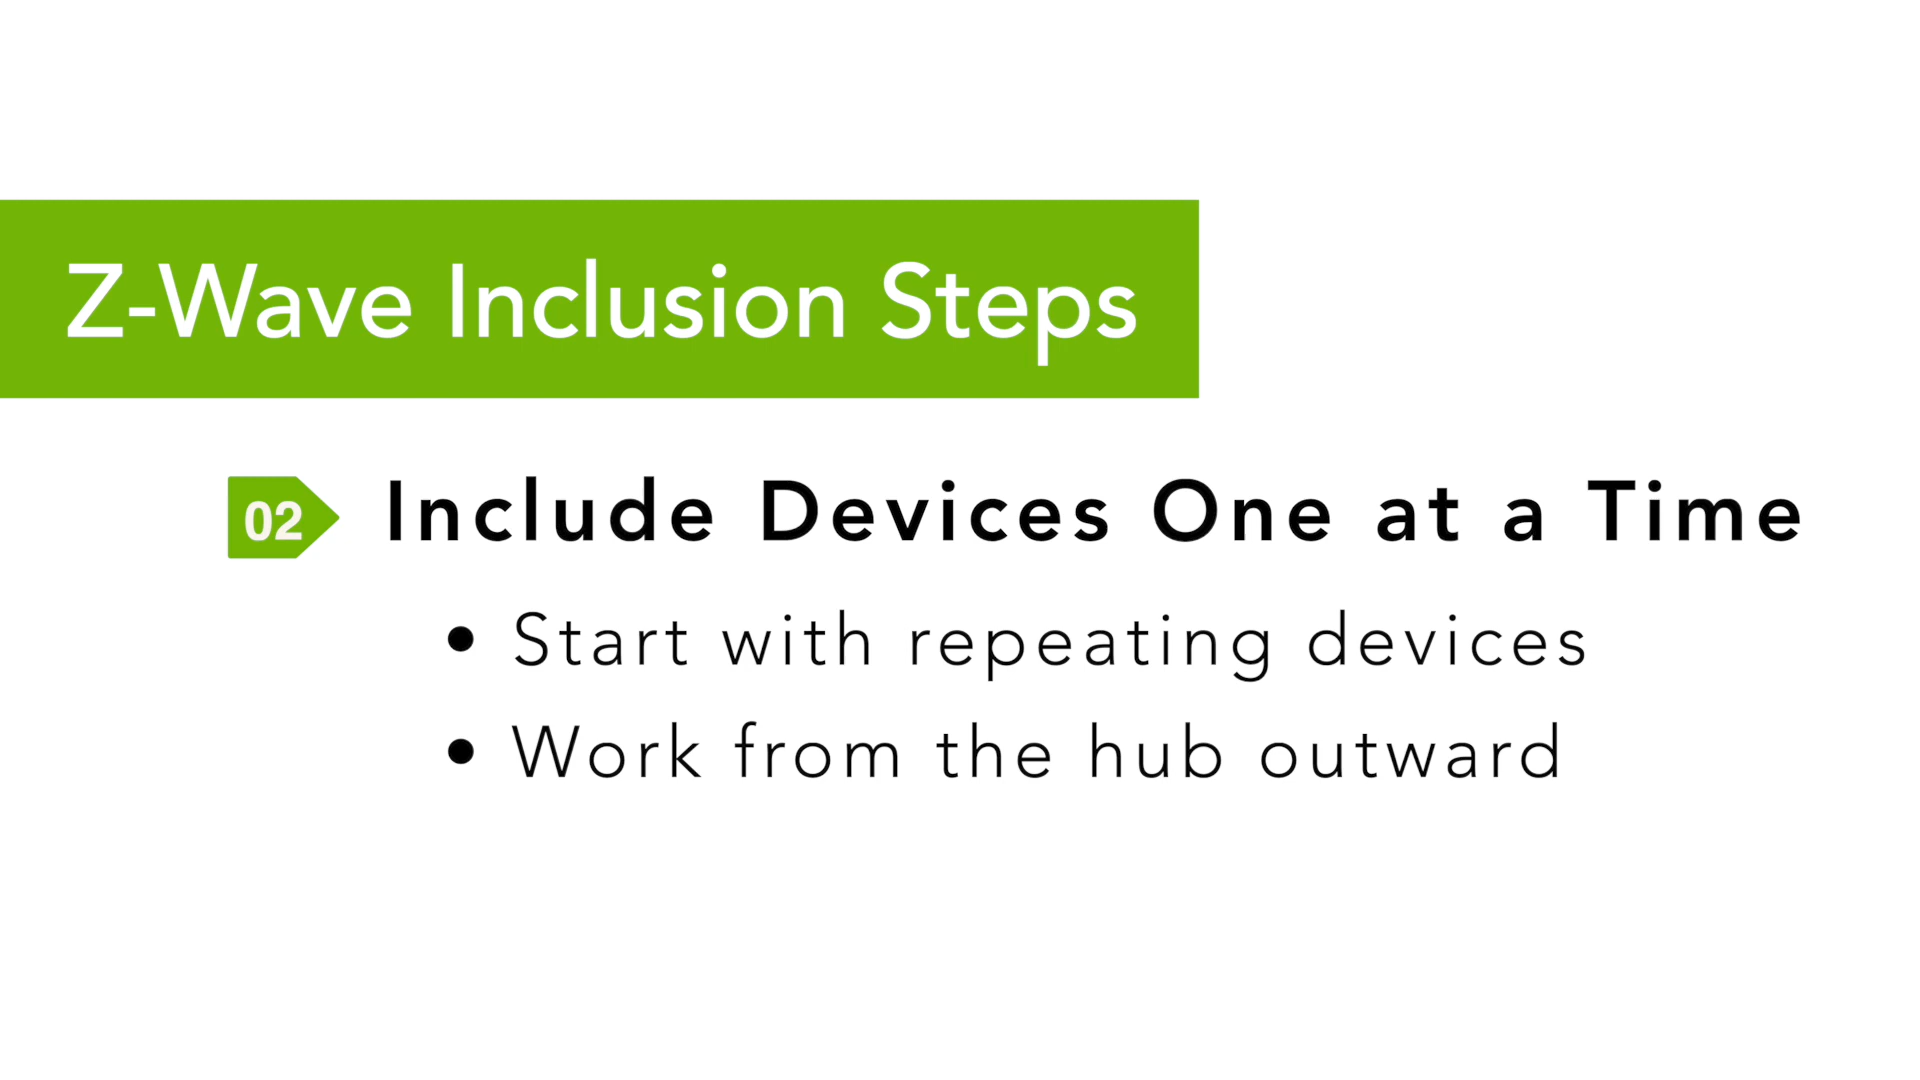 Z-Wave Inclusion Steps
02 Include Devices One at a Time
• Start with repeating devices
• Work from the hub outward